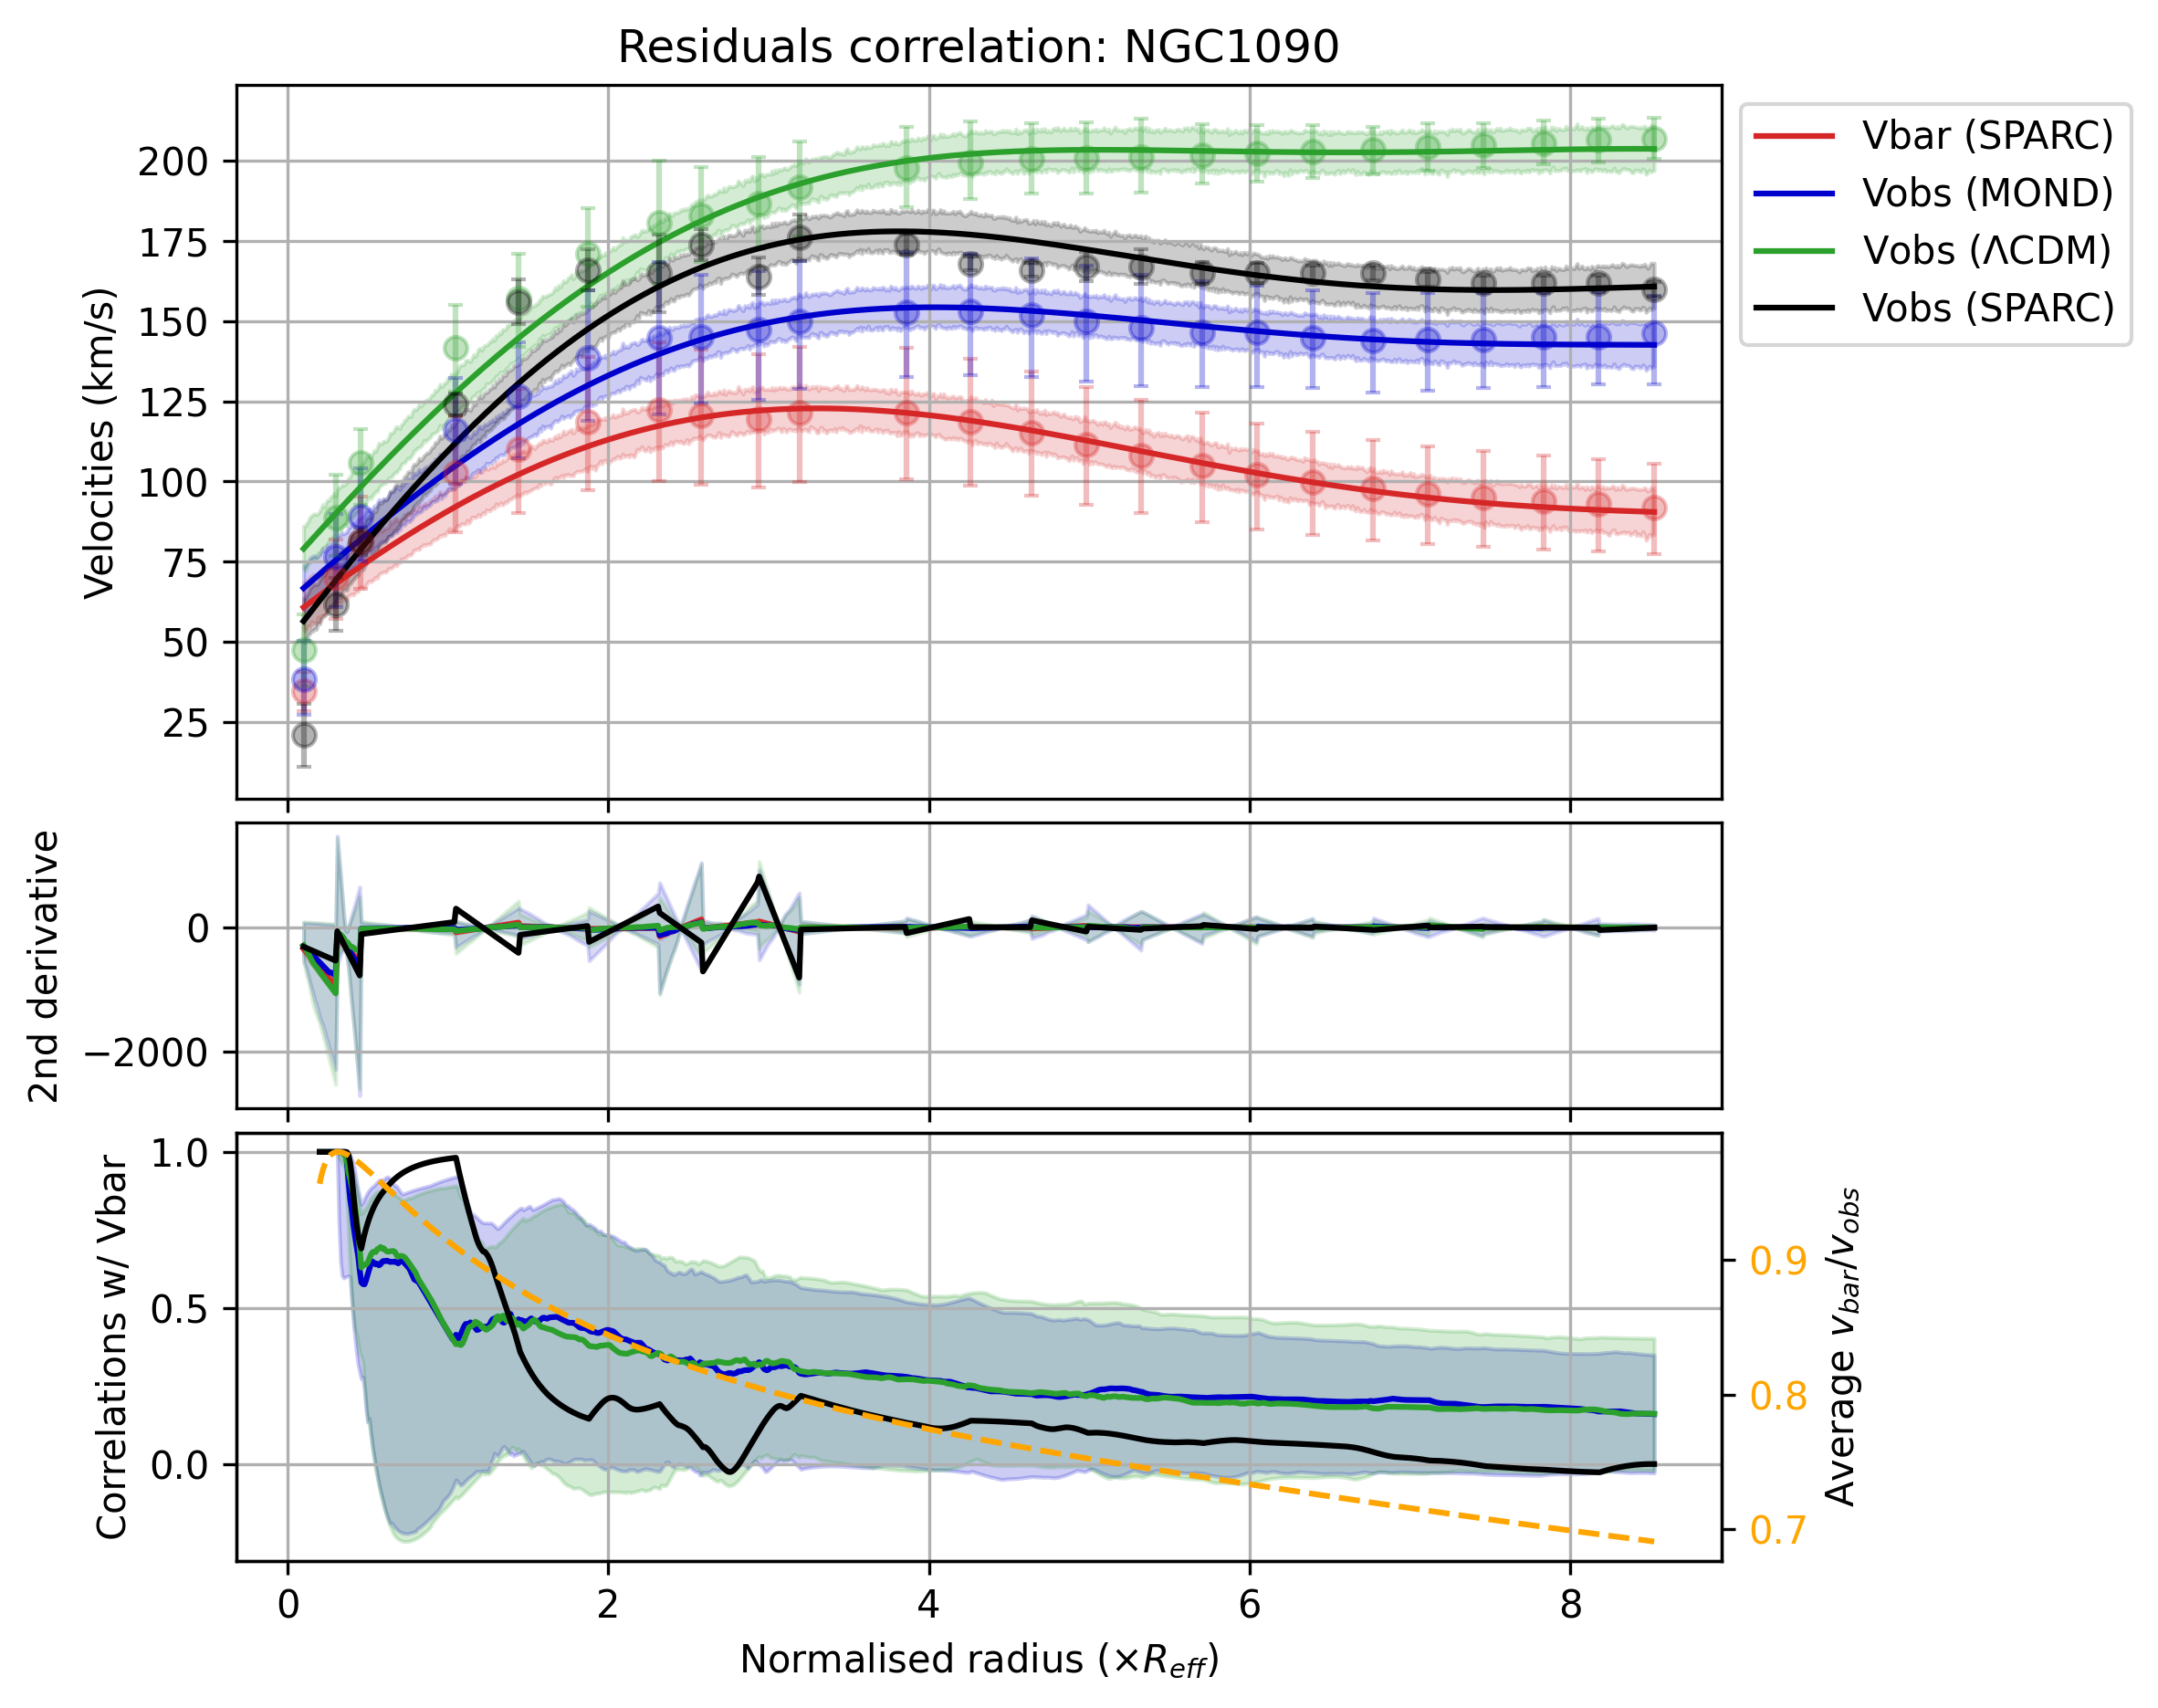 Residuals correlation: NGC1090
Velocities (km/s)
200
175
150
125
100
75
50
25
Vbar (SPARC)
Vobs (MOND)
Vobs (ΛCDM)
Vobs (SPARC)
2nd derivative
0
−2000
Correlations w/ Vbar
1.0
0.5
0.0
0.9
0.8
0.7
Average v_bar/v_obs
0 2 4 6 8
Normalised radius (×R_eff)